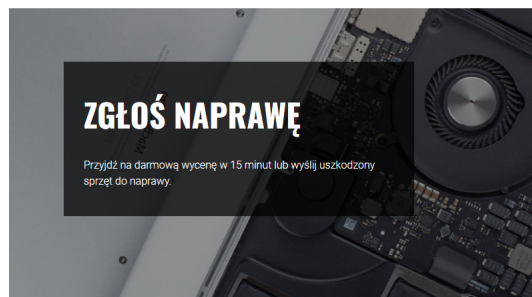 ZGŁOŚ NAPRAWĘ
Przyjdź na darmową wycenę w 15 minut lub wyślij uszkodzony
sprzęt do naprawy.